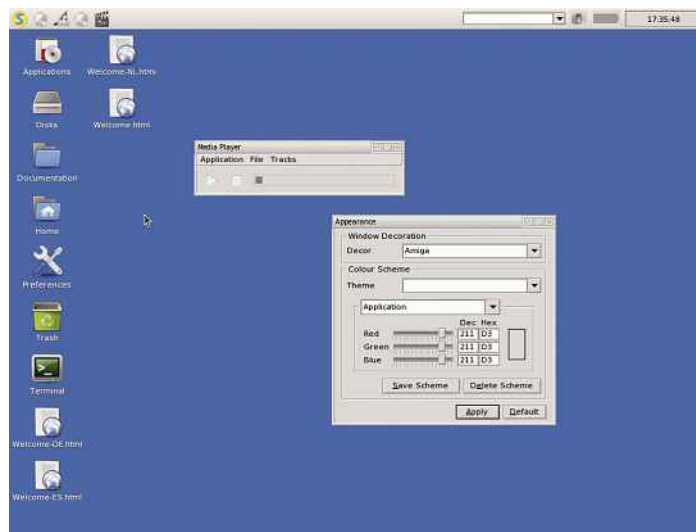 17:35:48
Applications
Welcome-NL.html
Disks
Welcome.html
Documentation
Home
Preferences
Trash
Terminal
Welcome-DE.html
Welcome-ES.html
Media Player
Application File Tracks
Appearance
Window Decoration
Decor Amiga
Colour Scheme
Theme
Application
Dec Hex
Red 211 D3
Green 211 D3
Blue 211 D3
Save Scheme Delete Scheme
Apply Default